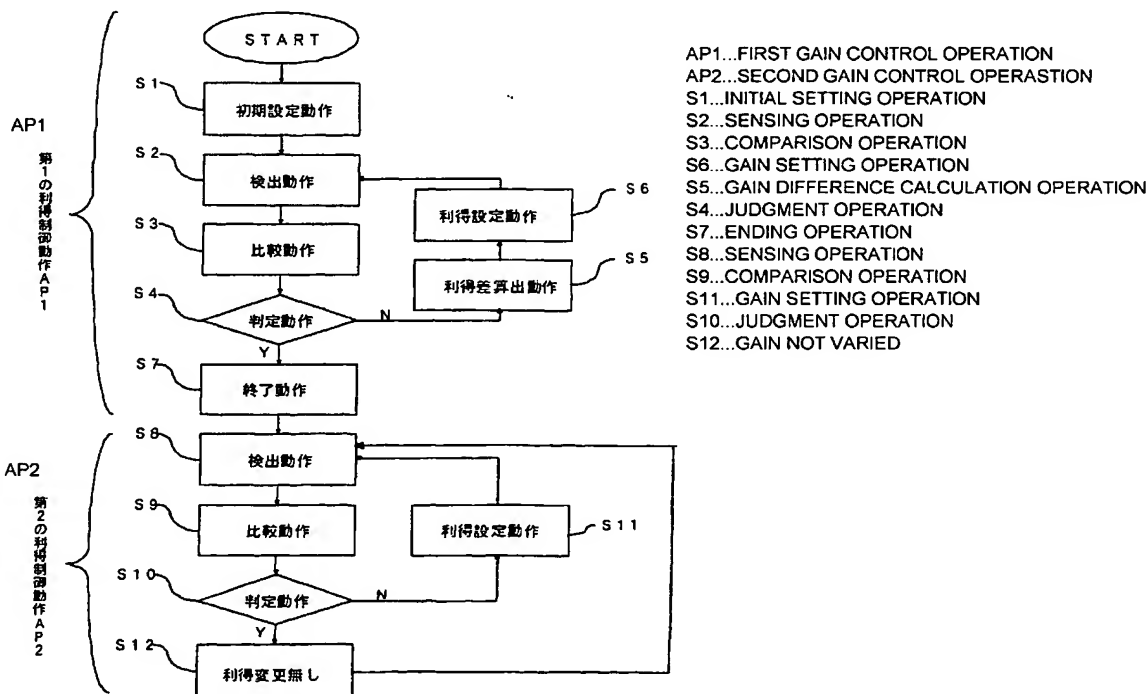 START
S1
初期設定動作
AP1
第1の利得制御動作AP1
S2
検出動作
S6
利得設定動作
S3
比較動作
S5
利得差算出動作
S4
判定動作
N
Y
S7
終了動作
S8
検出動作
AP2
第2の利得制御動作AP2
S9
比較動作
利得設定動作
S11
S10
判定動作
N
Y
S12
利得変更無し
AP1...FIRST GAIN CONTROL OPERATION
AP2...SECOND GAIN CONTROL OPERASTION
S1...INITIAL SETTING OPERATION
S2...SENSING OPERATION
S3...COMPARISON OPERATION
S6...GAIN SETTING OPERATION
S5...GAIN DIFFERENCE CALCULATION OPERATION
S4...JUDGMENT OPERATION
S7...ENDING OPERATION
S8...SENSING OPERATION
S9...COMPARISON OPERATION
S11...GAIN SETTING OPERATION
S10...JUDGMENT OPERATION
S12...GAIN NOT VARIED